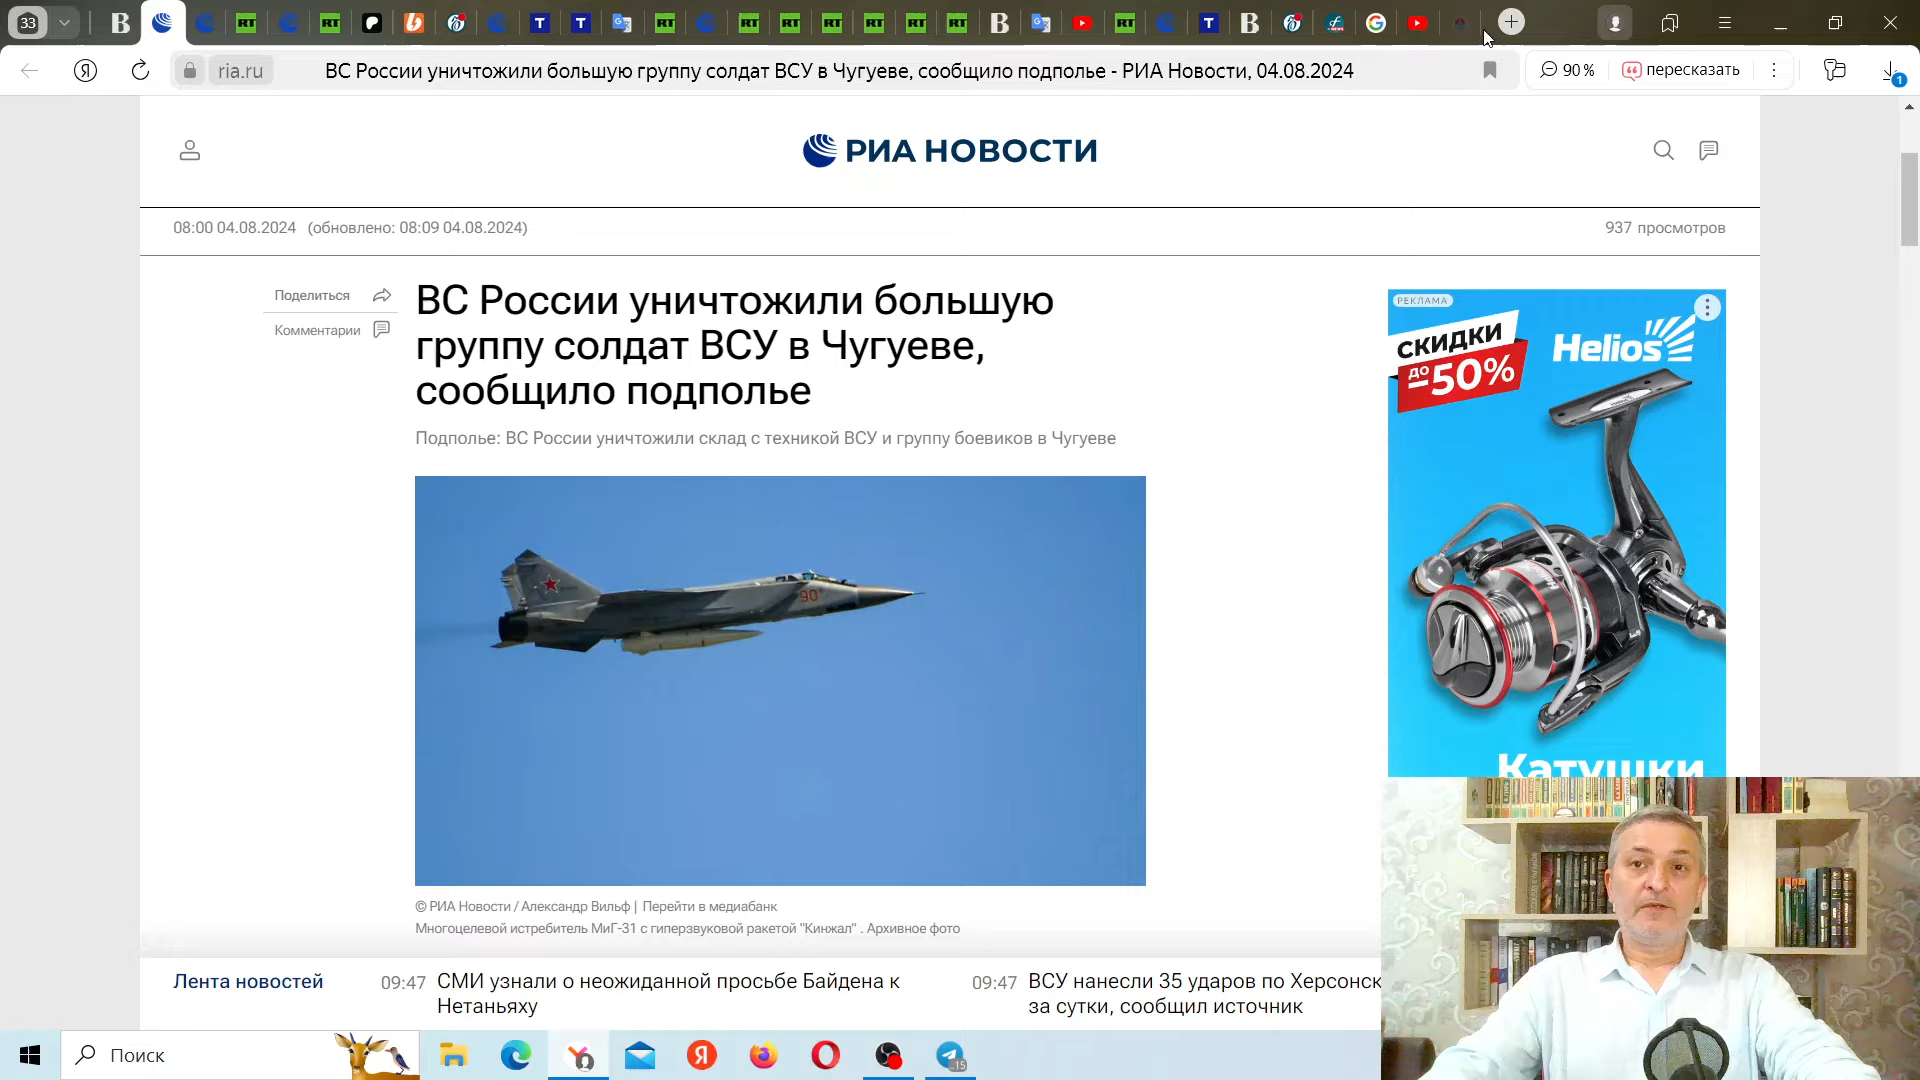 33
ria.ru
ВС России уничтожили большую группу солдат ВСУ в Чугуеве, сообщило подполье - РИА Новости, 04.08.2024
90 %
пересказать
1
РИА НОВОСТИ
08:00 04.08.2024 (обновлено: 08:09 04.08.2024)
937 просмотров
Поделиться
Комментарии
ВС России уничтожили большую
группу солдат ВСУ в Чугуеве,
сообщило подполье
Подполье: ВС России уничтожили склад с техникой ВСУ и группу боевиков в Чугуеве
90
© РИА Новости / Александр Вильф | Перейти в медиабанк
Многоцелевой истребитель МиГ-31 с гиперзвуковой ракетой "Кинжал" . Архивное фото
РЕКЛАМА
СКИДКИ
до
-50%
Helios
Катушки
Лента новостей
09:47 СМИ узнали о неожиданной просьбе Байдена к
Нетаньяху
09:47 ВСУ нанесли 35 ударов по Херсонск
за сутки, сообщил источник
Поиск
15